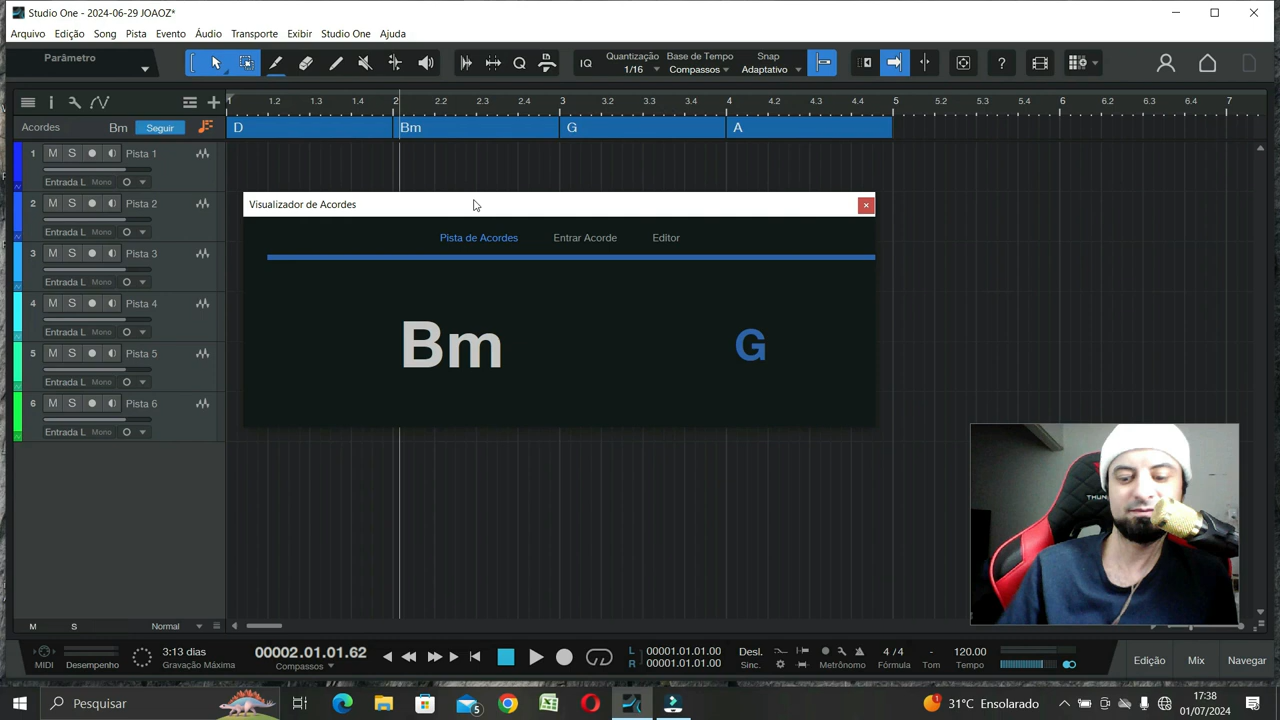 Studio One - 2024-06-29 JOAOZ*
Arquivo Edição Song Pista Evento Áudio Transporte Exibir Studio One Ajuda
Parâmetro
IQ
Quantização
1/16
Base de Tempo
Compassos
Snap
Adaptativo
?
1 1.2 1.3 1.4 2 2.2 2.3 2.4 3 3.2 3.3 3.4 4 4.2 4.3 4.4 5 5.2 5.3 5.4 6 6.2 6.3 6.4 7
Acordes Bm Seguir D Bm G A
1 M S Pista 1
Entrada L Mono
2 M S Pista 2
Entrada L Mono
3 M S Pista 3
Entrada L Mono
4 M S Pista 4
Entrada L Mono
5 M S Pista 5
Entrada L Mono
6 M S Pista 6
Entrada L Mono
Visualizador de Acordes
Pista de Acordes Entrar Acorde Editor
Bm G
M S Normal
MIDI Desempenho
3:13 dias
Gravação Máxima
00002.01.01.62
Compassos
L 00001.01.01.00
R 00001.01.01.00
Desl.
Sinc.
Metrônomo
4 / 4
Fórmula
-
Tom
120.00
Tempo
Edição Mix Navegar
Pesquisar
5
31°C Ensolarado
17:38
01/07/2024